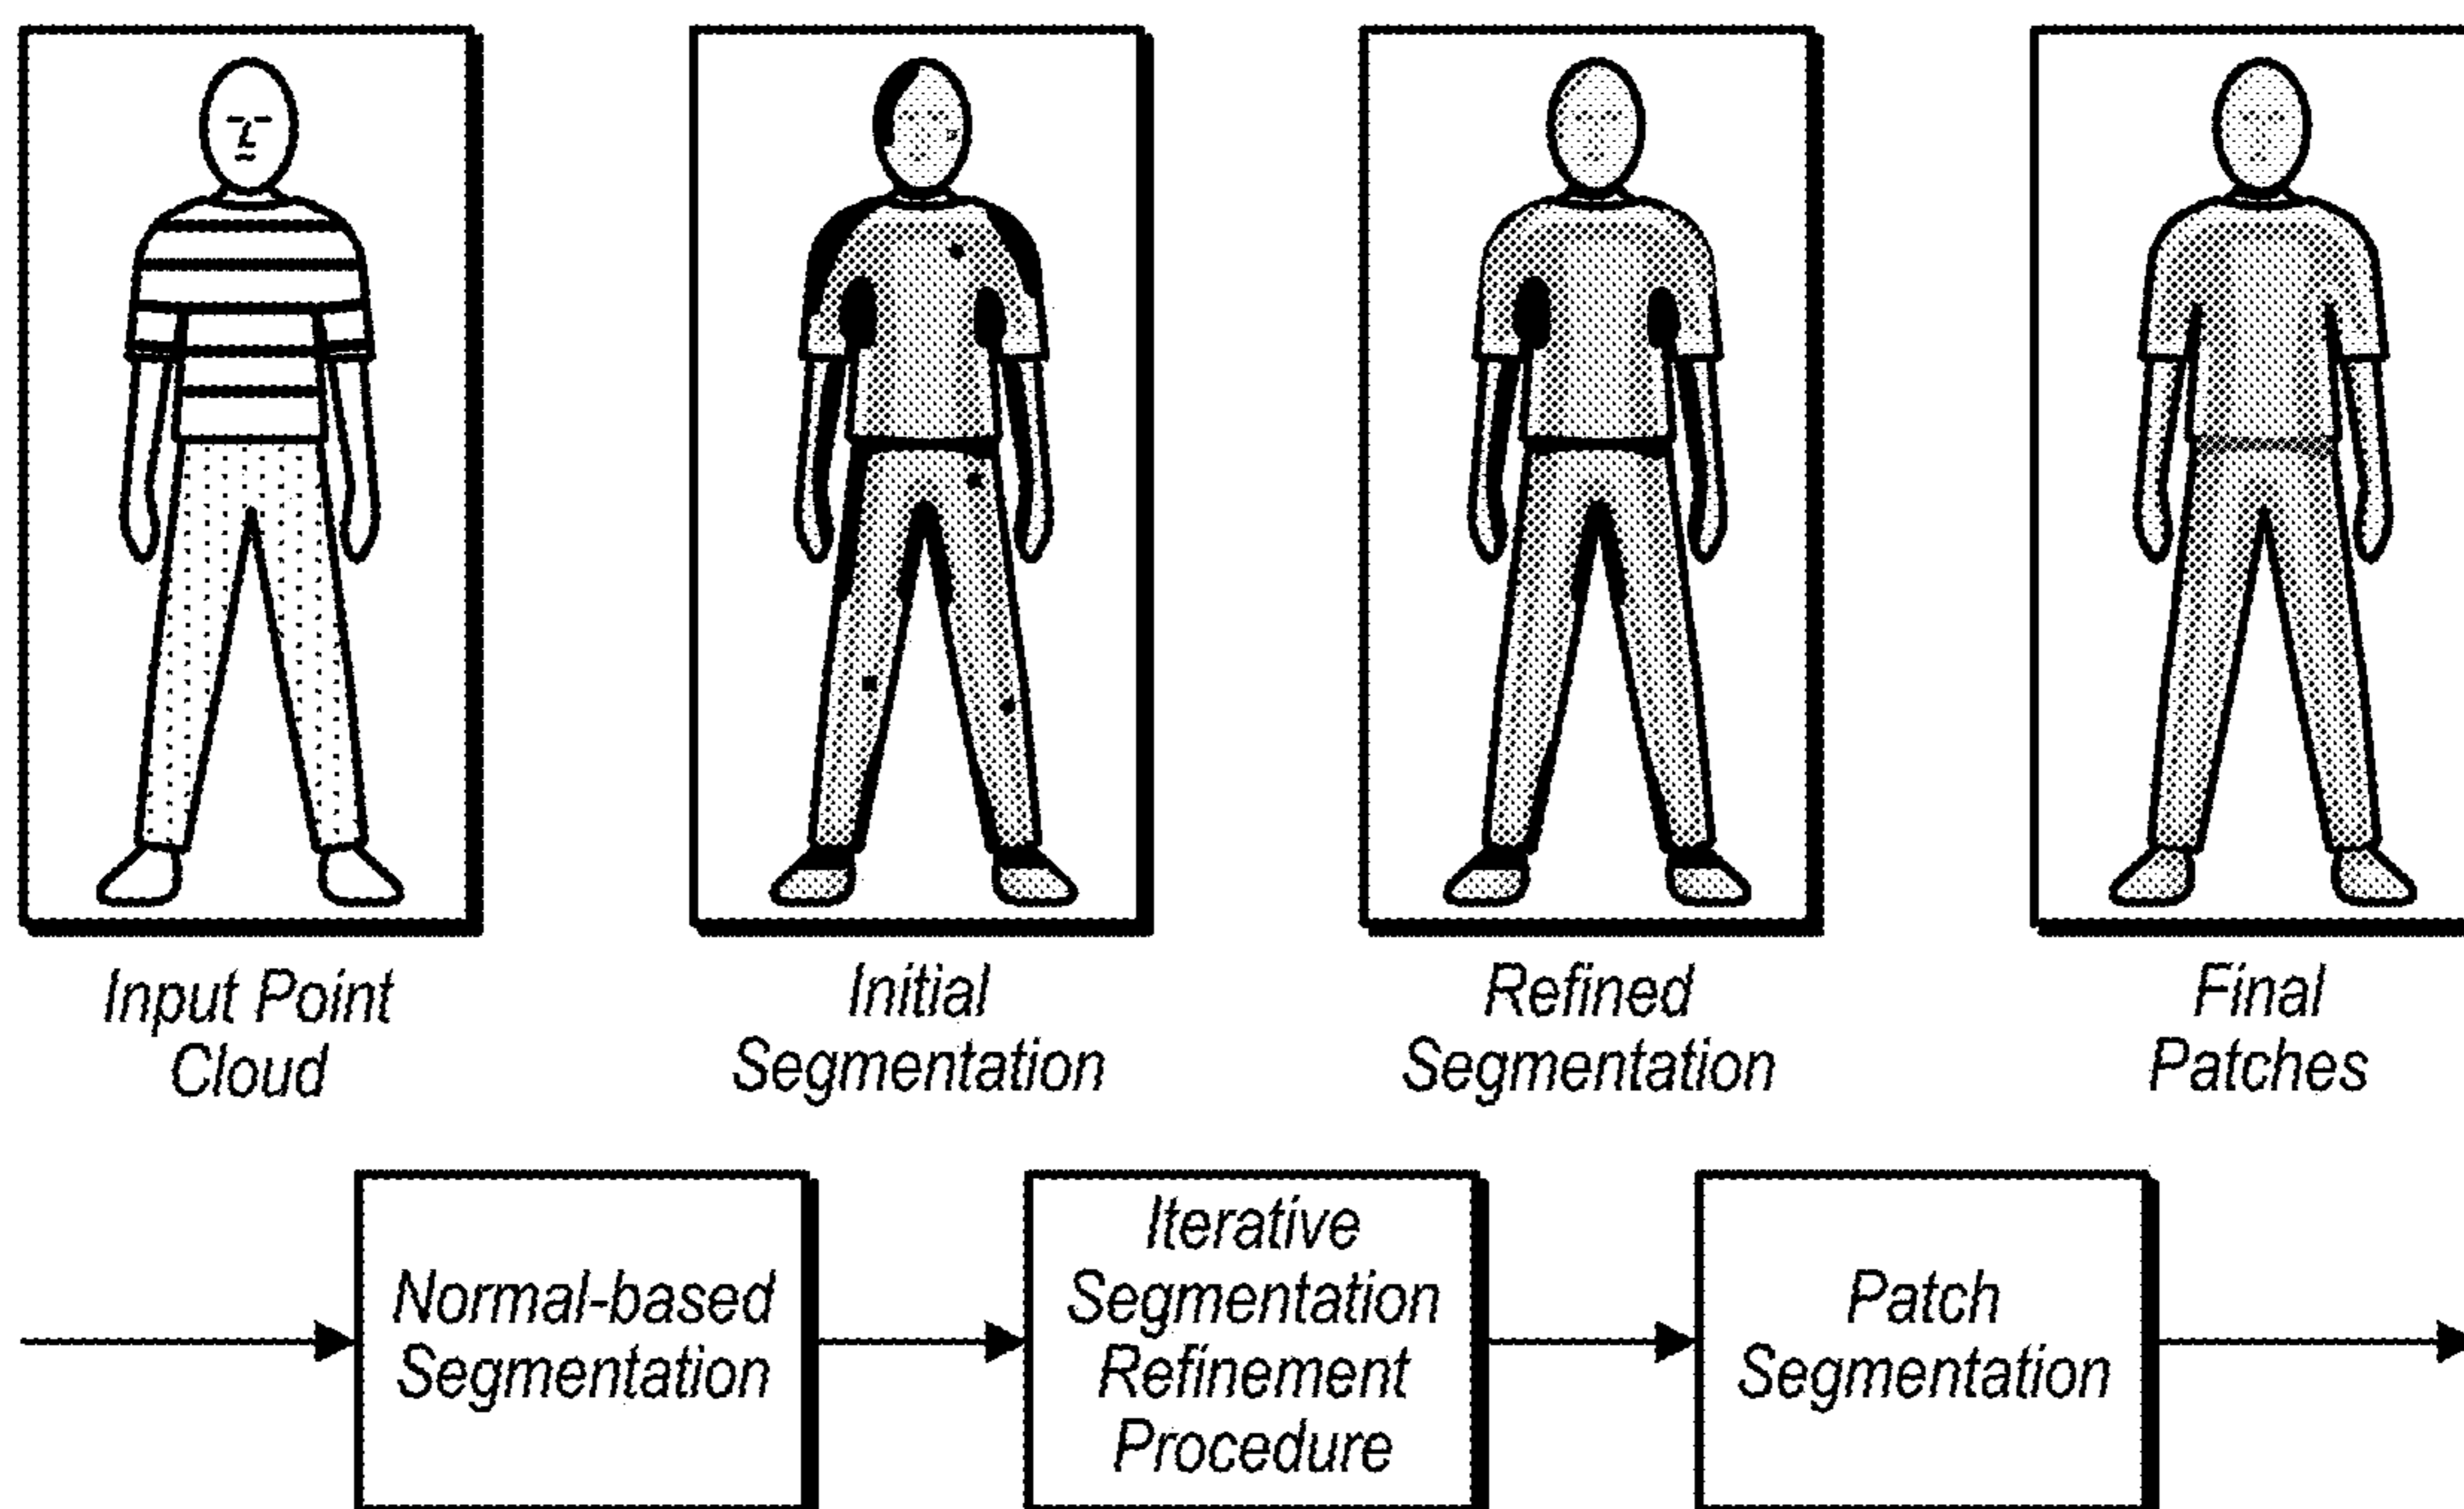 Input Point
Cloud
Initial
Segmentation
Refined
Segmentation
Final
Patches
Normal-based
Segmentation
Iterative
Segmentation
Refinement
Procedure
Patch
Segmentation